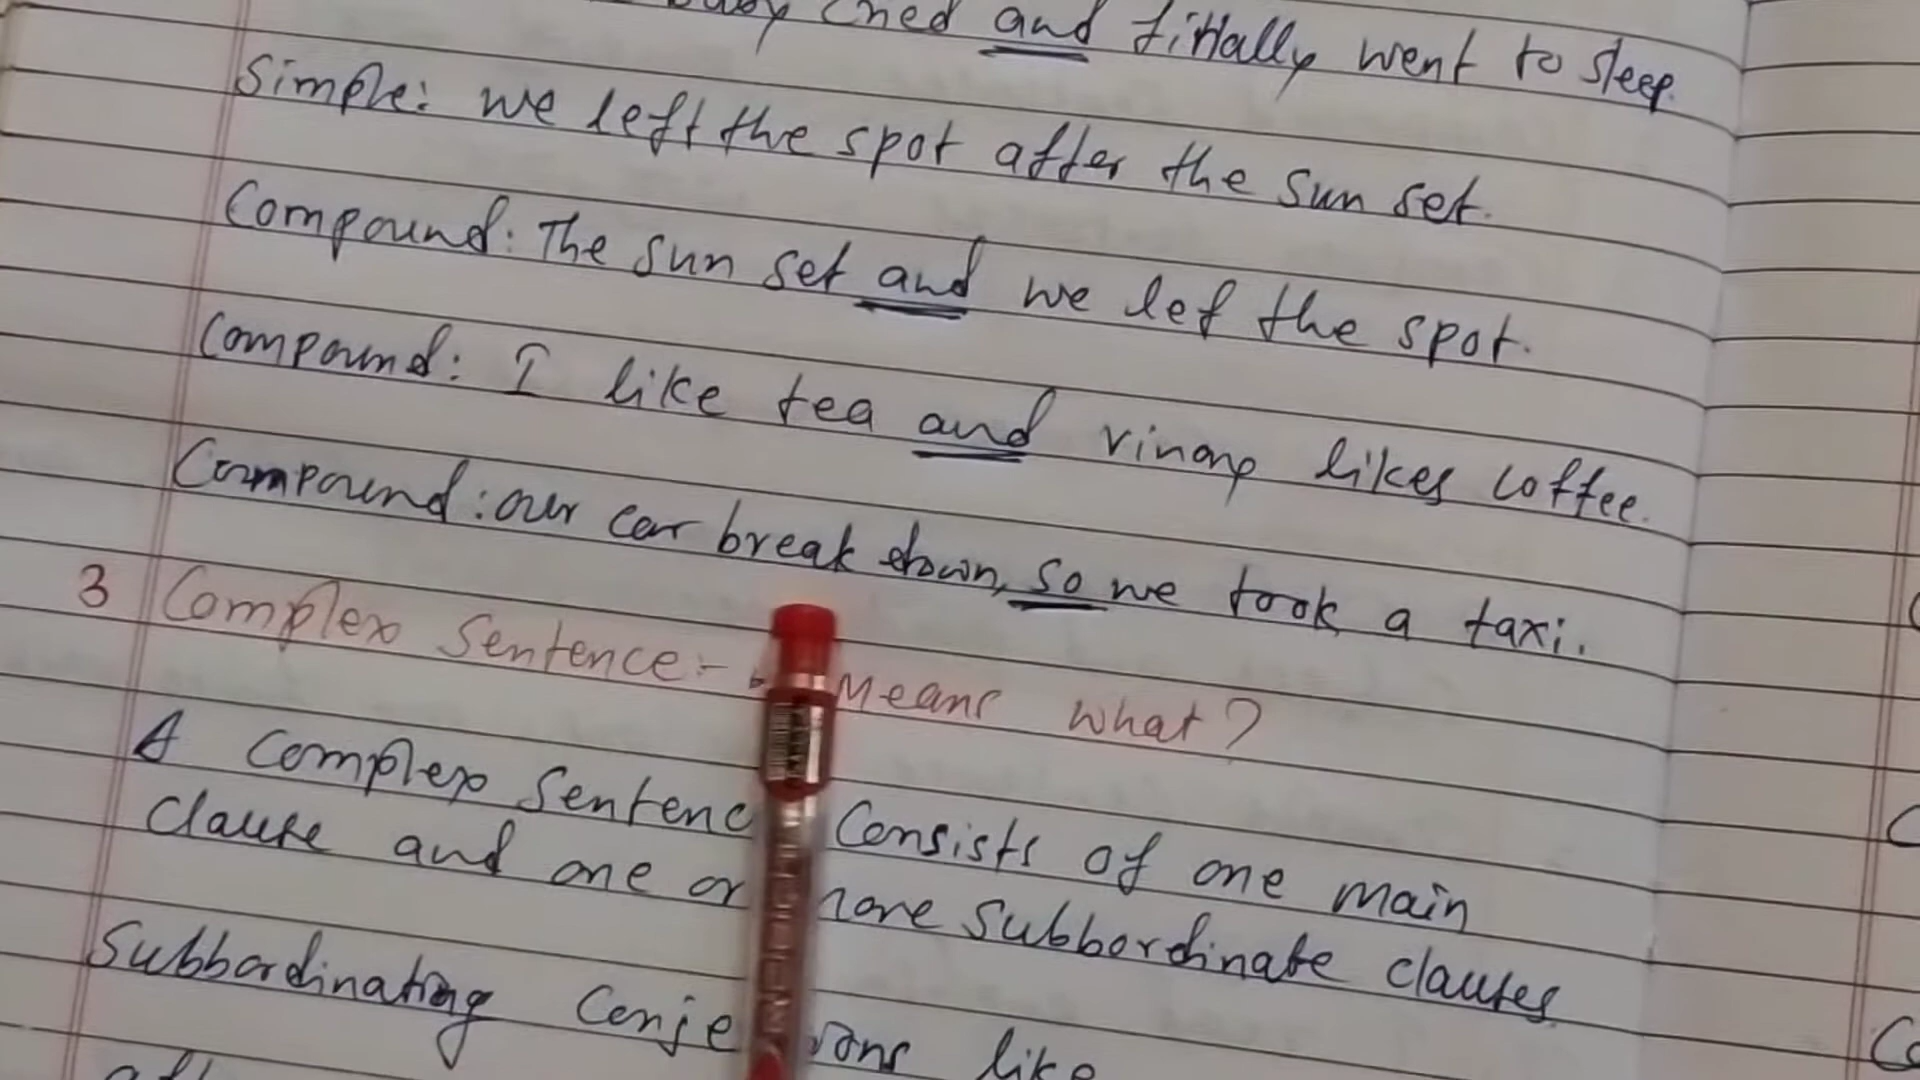 cried and finally went to sleep.
Simple: we left the spot after the sun set.
Compound: The sun set and we lef the spot.
Compound: I like tea and likes coffee.
Compound: our car break down, so we took a taxi.
3 Complex Sentence:- Means what?
A Complex Sentenc Consists of one main
clause and one or more Subbordinate clauses
Subbordinating like